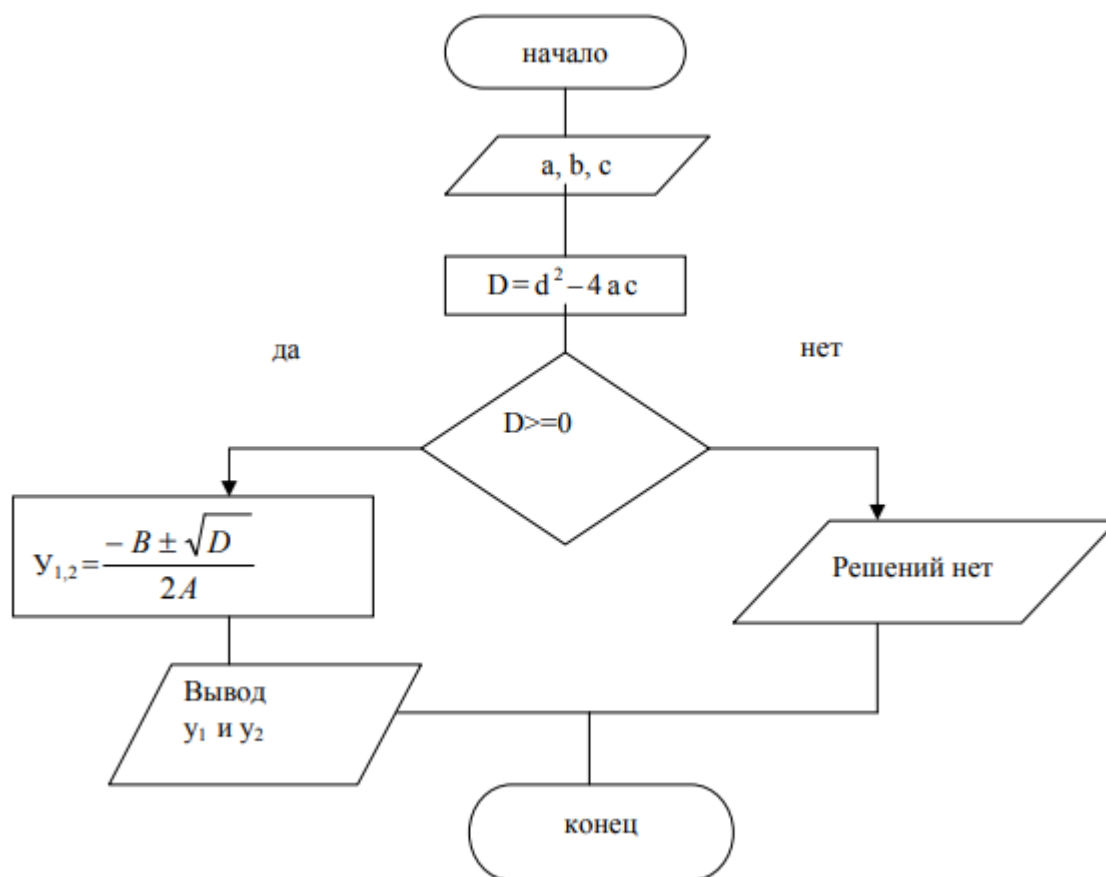 начало
a, b, c
D = d² – 4 a c
да
нет
D>=0
У₁,₂ = (– B ± √D) / 2A
Решений нет
Вывод
y₁ и y₂
конец